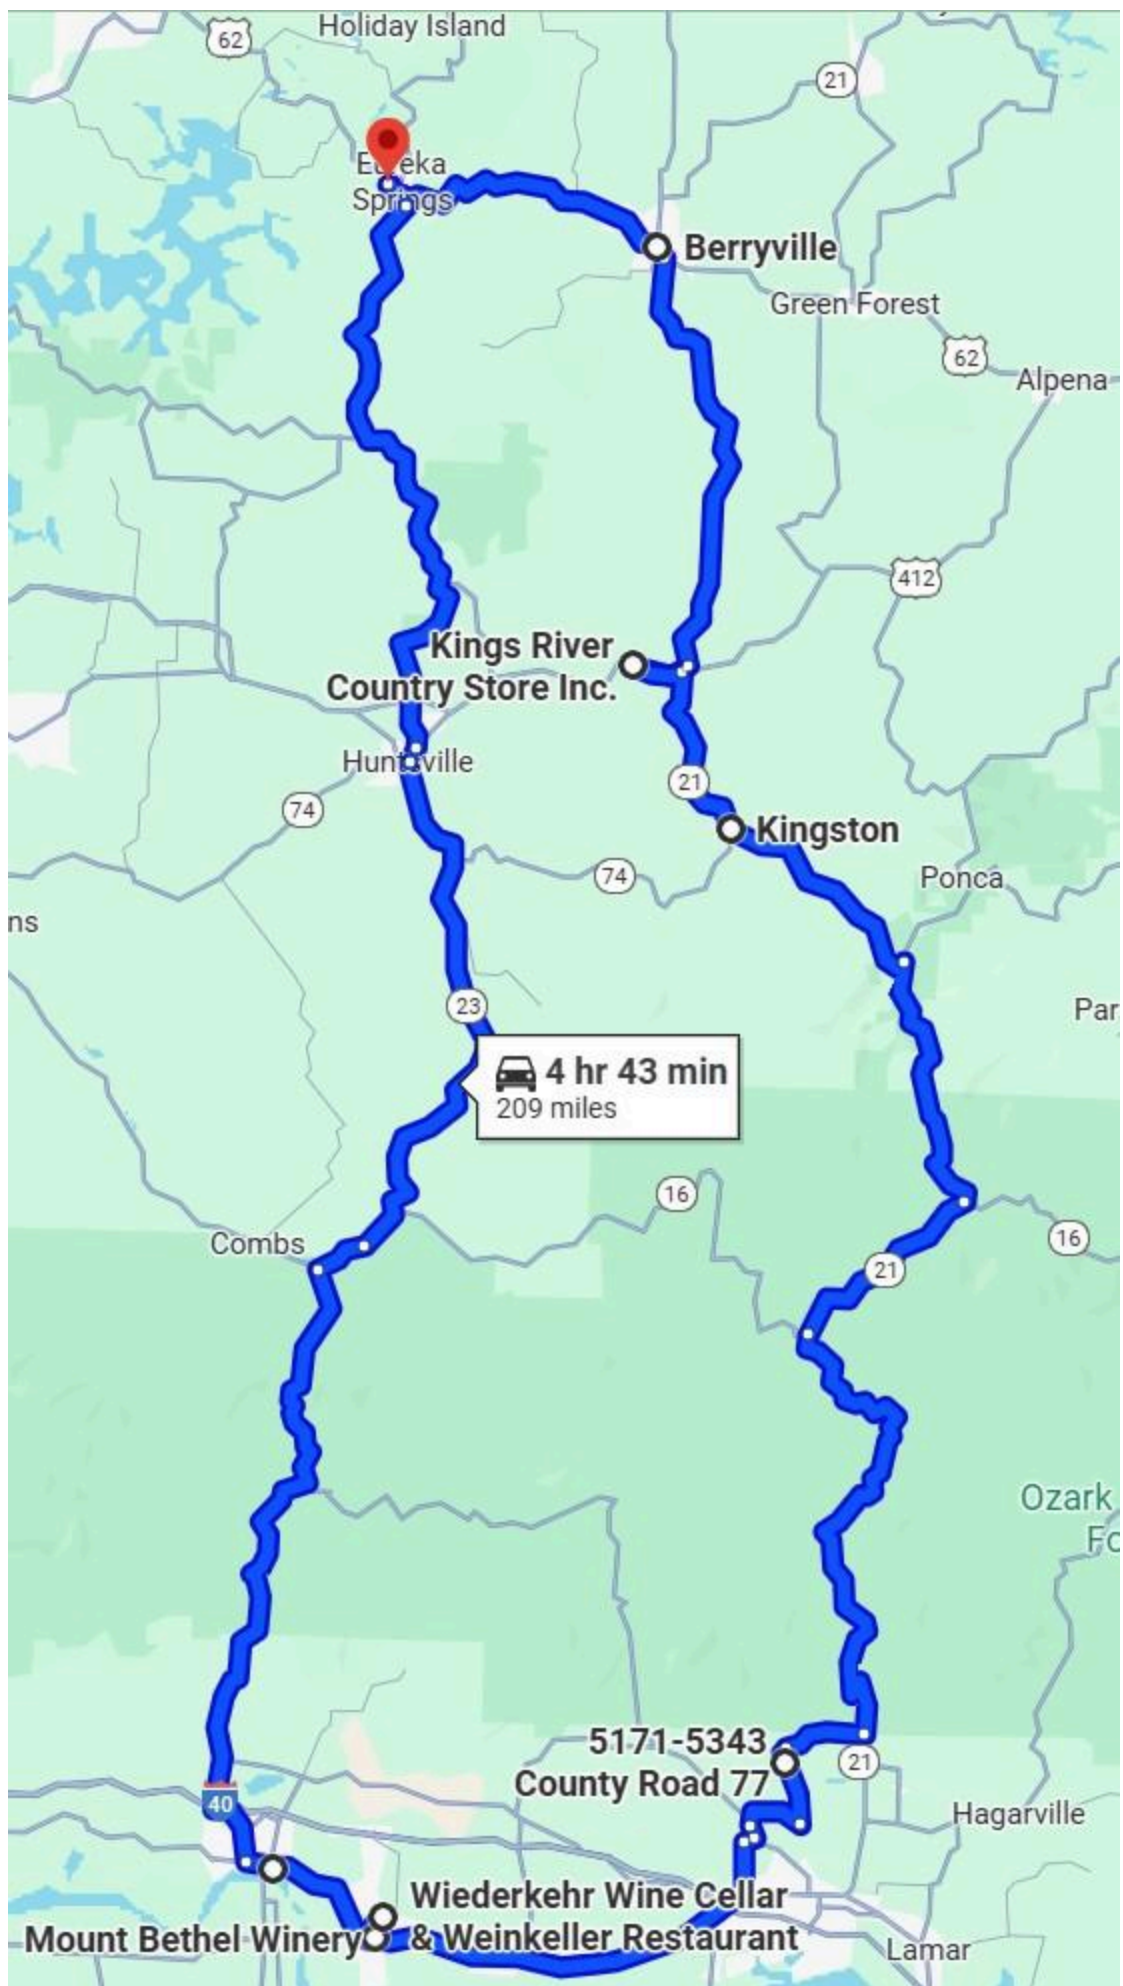 Holiday Island
62
21
Eureka
Springs
Berryville
Green Forest
62
Alpena
412
Kings River
Country Store Inc.
Huntsville
21
74
Kingston
74
Ponca
ns
23
Par
4 hr 43 min
209 miles
16
Combs
16
21
Ozark
Fo
5171-5343
County Road 77
21
40
Hagarville
Wiederkehr Wine Cellar
& Weinkeller Restaurant
Mount Bethel Winery
Lamar